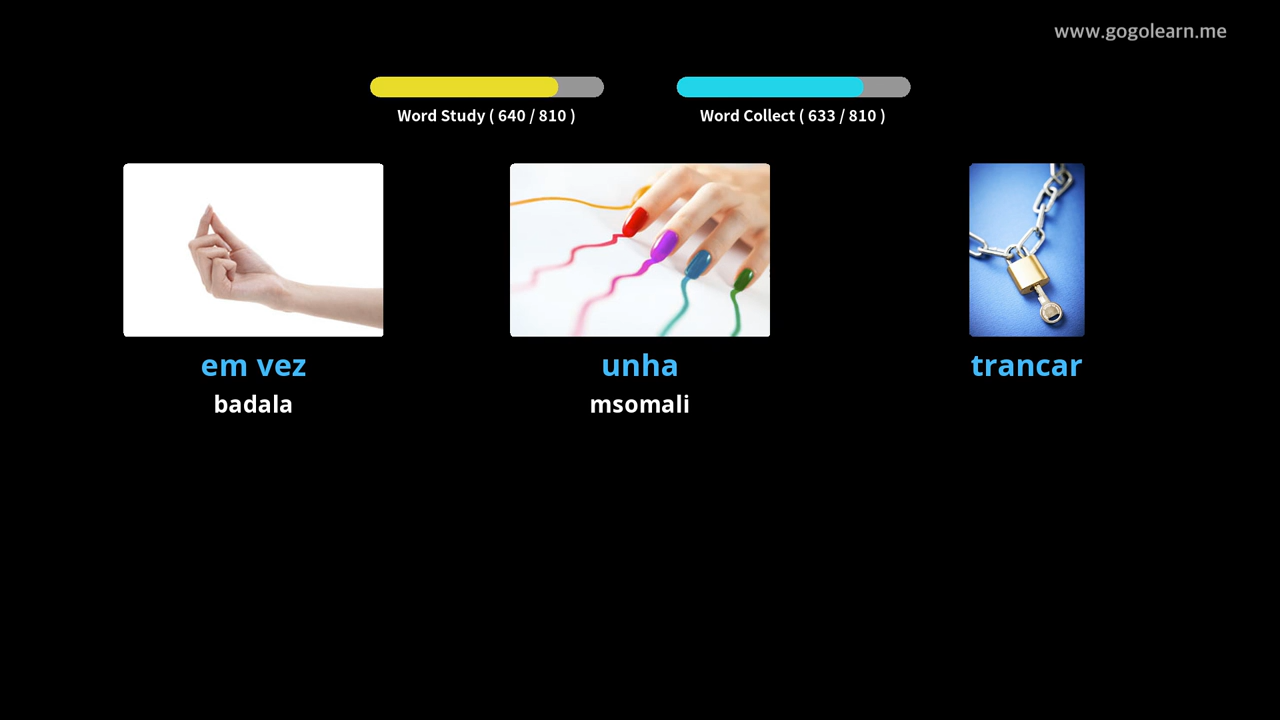 www.gogolearn.me
Word Study ( 640 / 810 )
Word Collect ( 633 / 810 )
em vez
badala
unha
msomali
trancar